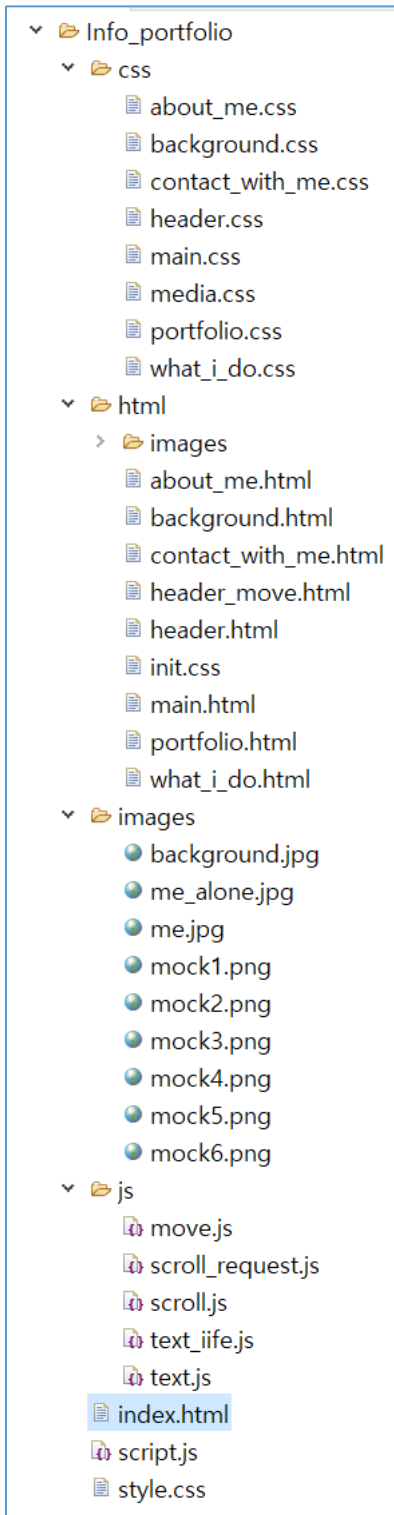 Info_portfolio
css
about_me.css
background.css
contact_with_me.css
header.css
main.css
media.css
portfolio.css
what_i_do.css
html
images
about_me.html
background.html
contact_with_me.html
header_move.html
header.html
init.css
main.html
portfolio.html
what_i_do.html
images
background.jpg
me_alone.jpg
me.jpg
mock1.png
mock2.png
mock3.png
mock4.png
mock5.png
mock6.png
js
move.js
scroll_request.js
scroll.js
text_iife.js
text.js
index.html
script.js
style.css